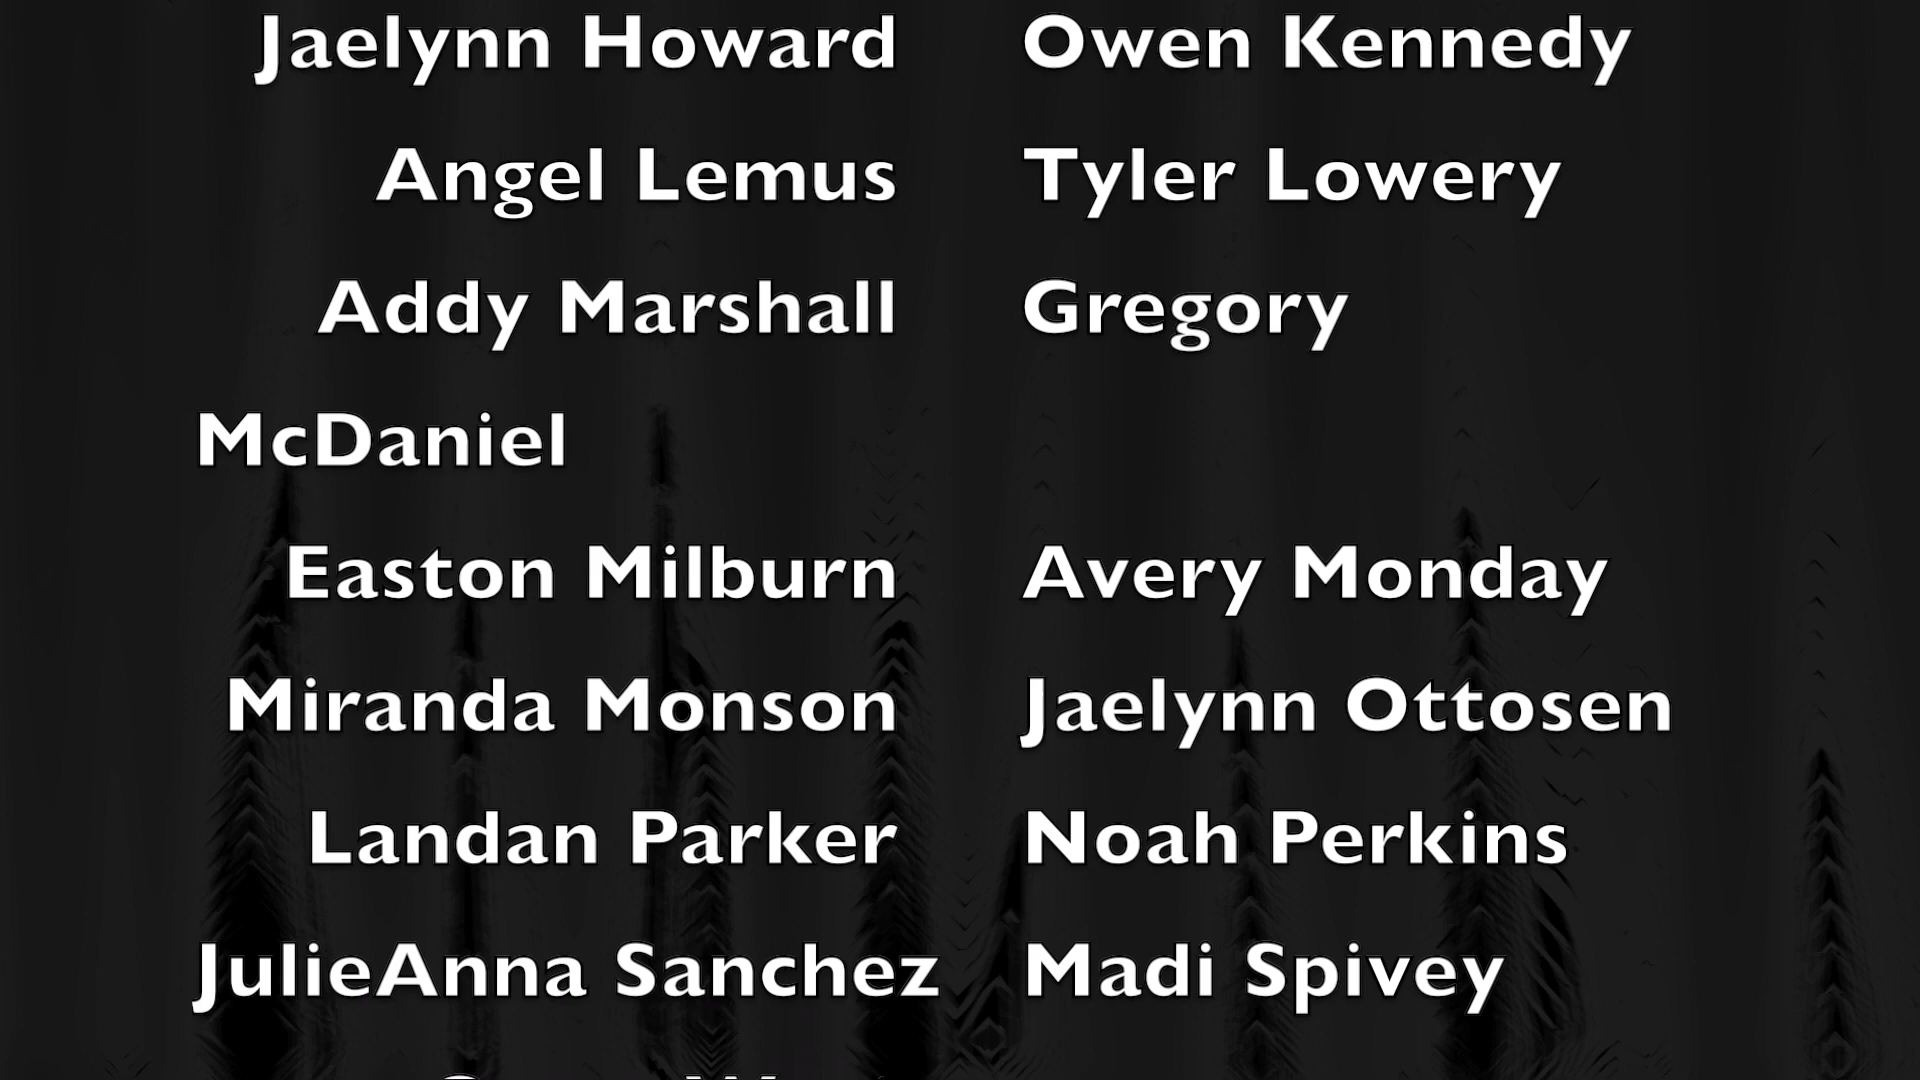 Jaelynn Howard Owen Kennedy
Angel Lemus Tyler Lowery
Addy Marshall Gregory
McDaniel
Easton Milburn Avery Monday
Miranda Monson Jaelynn Ottosen
Landan Parker Noah Perkins
JulieAnna Sanchez Madi Spivey